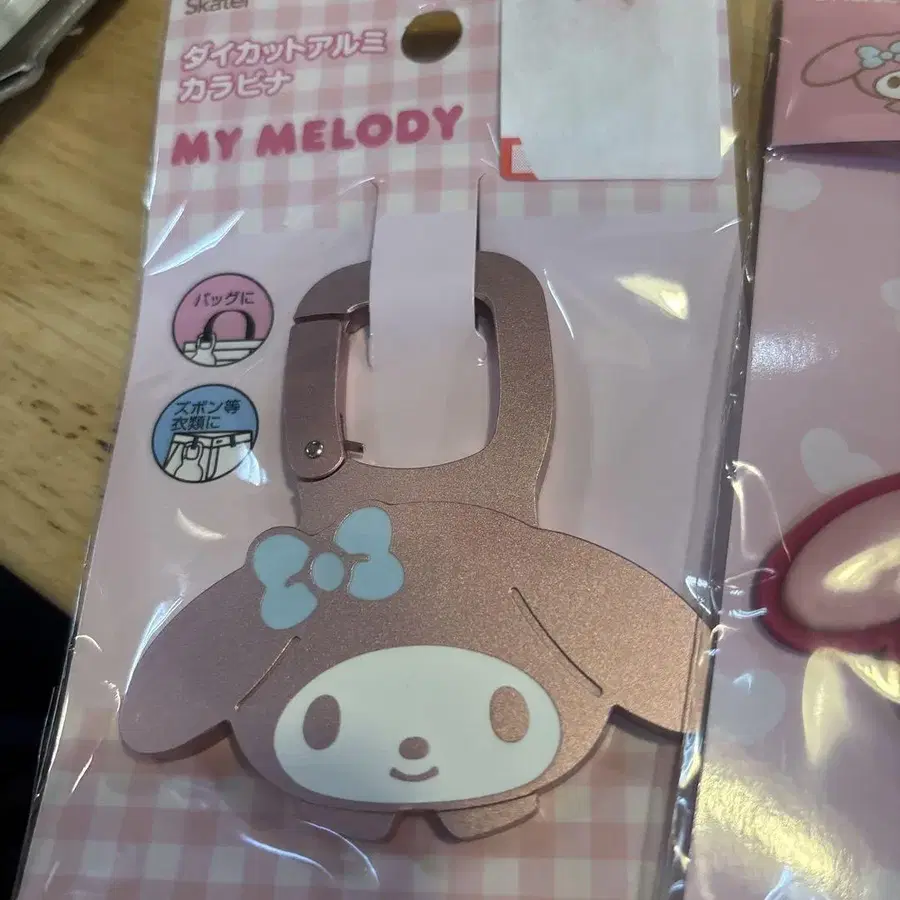 Skater
ダイカットアルミ
カラビナ
MY MELODY
バッグに
ズボン等
衣類に